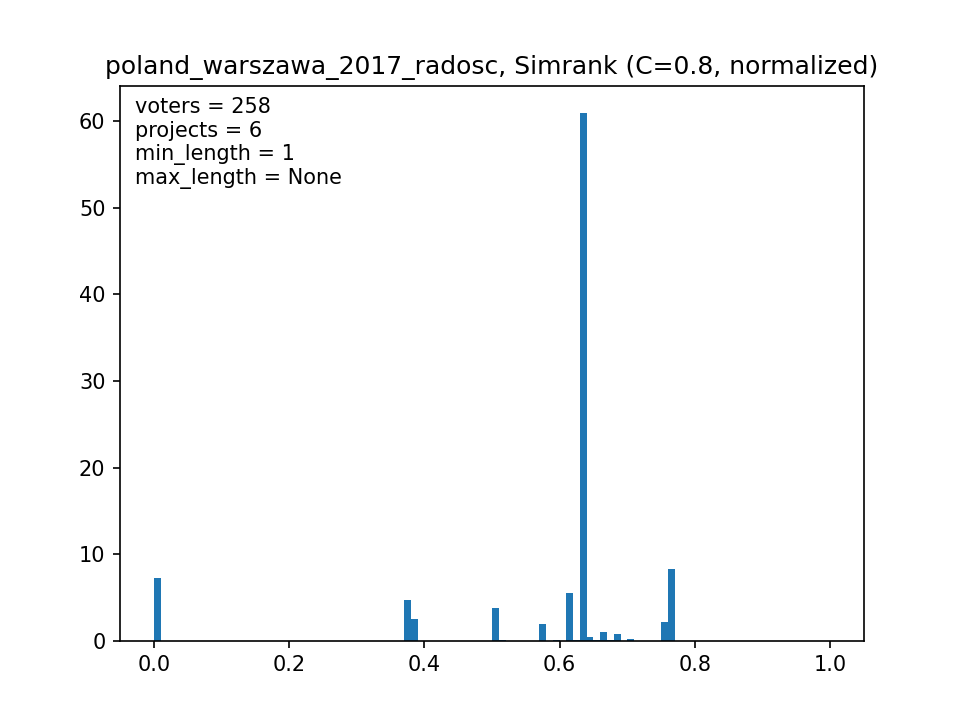 poland_warszawa_2017_radosc, Simrank (C=0.8, normalized)
voters = 258
projects = 6
min_length = 1
max_length = None
60
50
40
30
20
10
0
0.0 0.2 0.4 0.6 0.8 1.0